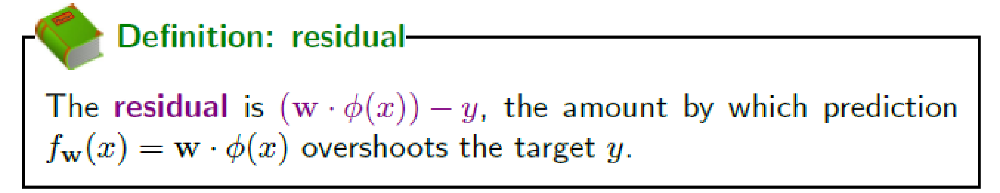 Definition: residual
The residual is (w · ϕ(x)) − y, the amount by which prediction
f_w(x) = w · ϕ(x) overshoots the target y.